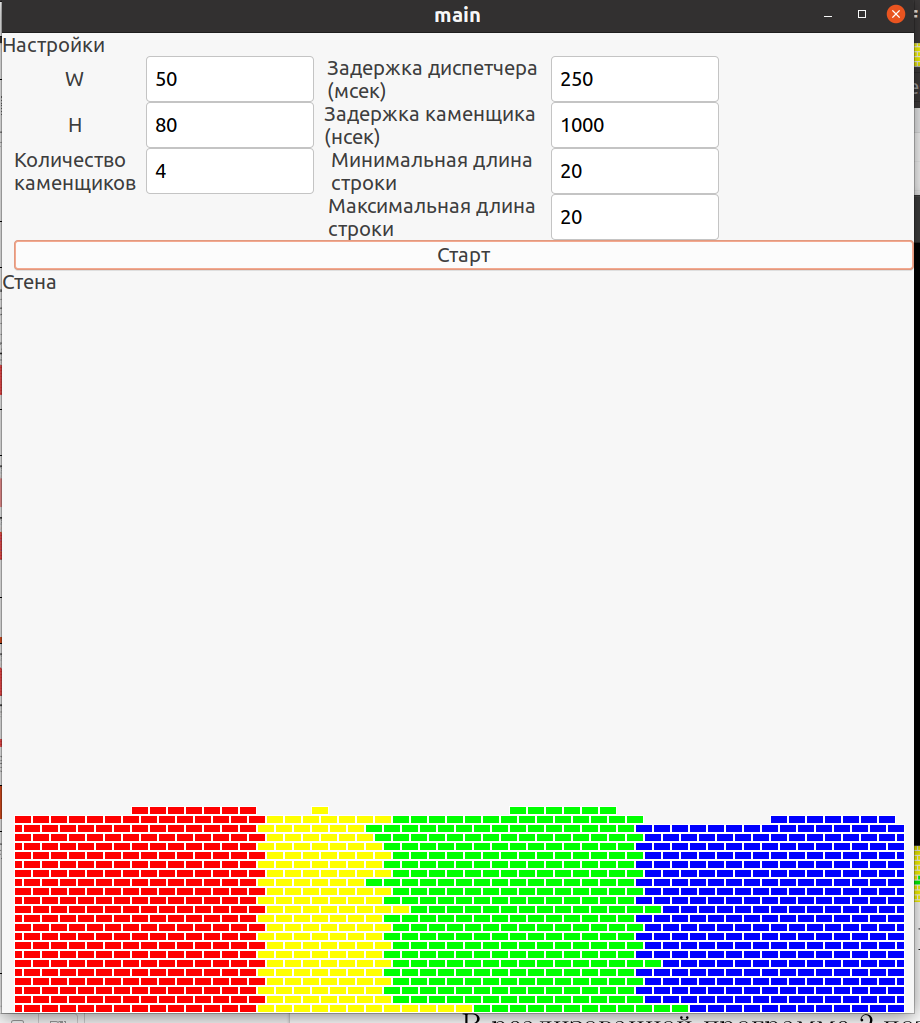 main
Настройки
W
50
Задержка диспетчера
(мсек)
250
H
80
Задержка каменщика
(нсек)
1000
Количество
каменщиков
4
Минимальная длина
строки
20
Максимальная длина
строки
20
Старт
Стена